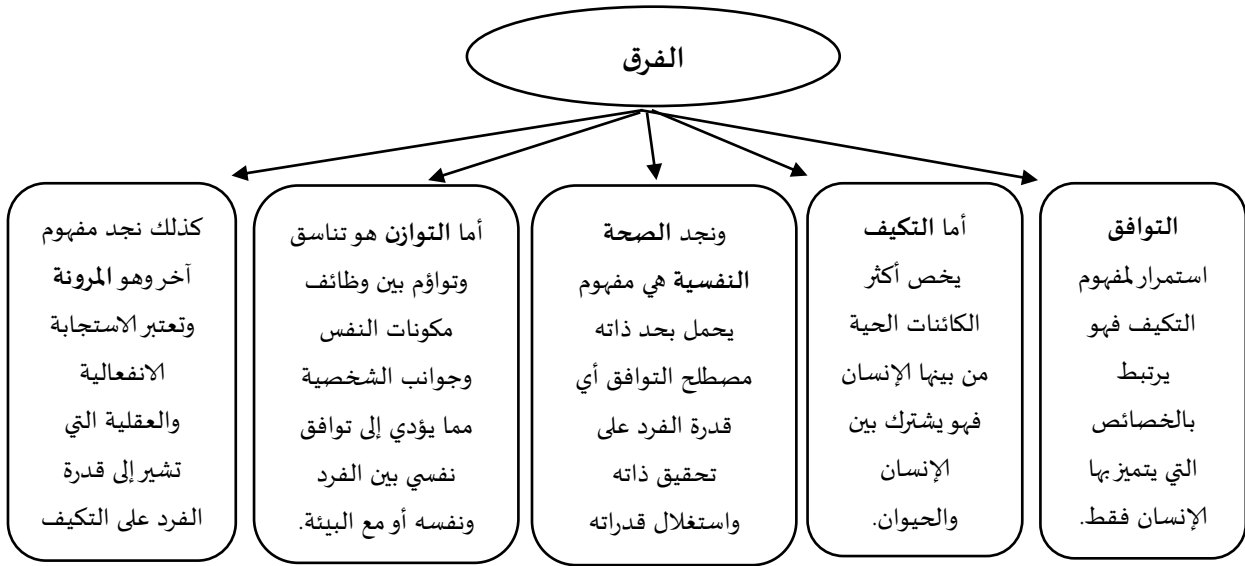 الفرق
التوافق
استمرار لمفهوم
التكيف فهو
يرتبط
بالخصائص
التي يتميز بها
الإنسان فقط.
أما التكيف
يخص أكثر
الكائنات الحية
من بينها الإنسان
فهو يشترك بين
الإنسان
والحيوان.
ونجد الصحة
النفسية هي مفهوم
يحمل بحد ذاته
مصطلح التوافق أي
قدرة الفرد على
تحقيق ذاته
واستغلال قدراته
أما التوازن هو تناسق
وتواؤم بين وظائف
مكونات النفس
وجوانب الشخصية
مما يؤدي إلى توافق
نفسي بين الفرد
ونفسه أو مع البيئة.
كذلك نجد مفهوم
آخر وهو المرونة
وتعتبر الاستجابة
الانفعالية
والعقلية التي
تشير إلى قدرة
الفرد على التكيف